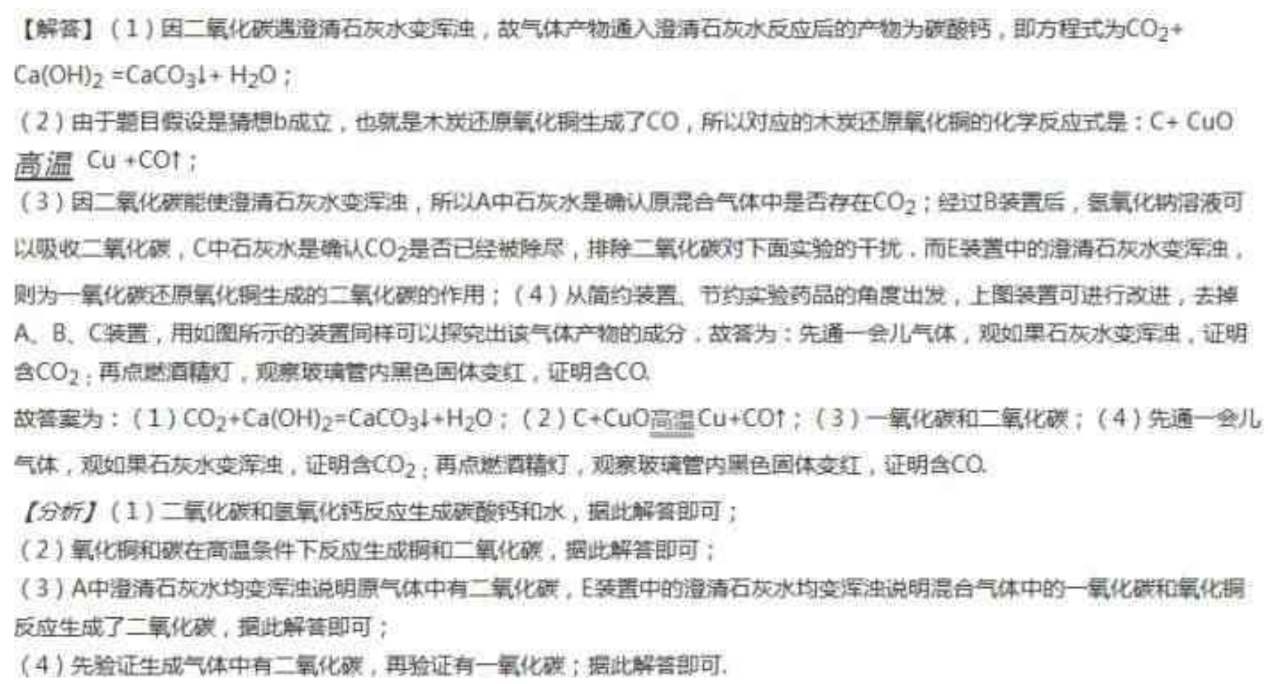 【解答】（1）因二氧化碳遇澄清石灰水变浑浊，故气体产物通入澄清石灰水反应后的产物为碳酸钙，即方程式为CO₂+
Ca(OH)₂ =CaCO₃↓+ H₂O；
（2）由于题目假设是猜想b成立，也就是木炭还原氧化铜生成了CO，所以对应的木炭还原氧化铜的化学反应式是：C+ CuO
高温 Cu +CO↑；
（3）因二氧化碳能使澄清石灰水变浑浊，所以A中石灰水是确认原混合气体中是否存在CO₂；经过B装置后，氢氧化钠溶液可
以吸收二氧化碳，C中石灰水是确认CO₂是否已经被除尽，排除二氧化碳对下面实验的干扰．而E装置中的澄清石灰水变浑浊，
则为一氧化碳还原氧化铜生成的二氧化碳的作用；（4）从简约装置、节约实验药品的角度出发，上图装置可进行改进，去掉
A、B、C装置，用如图所示的装置同样可以探究出该气体产物的成分．故答为：先通一会儿气体，观如果石灰水变浑浊，证明
含CO₂；再点燃酒精灯，观察玻璃管内黑色固体变红，证明含CO.
故答案为：（1）CO₂+Ca(OH)₂=CaCO₃↓+H₂O；（2）C+CuO高温Cu+CO↑；（3）一氧化碳和二氧化碳；（4）先通一会儿
气体，观如果石灰水变浑浊，证明含CO₂；再点燃酒精灯，观察玻璃管内黑色固体变红，证明含CO.
【分析】（1）二氧化碳和氢氧化钙反应生成碳酸钙和水，据此解答即可；
（2）氧化铜和碳在高温条件下反应生成铜和二氧化碳，据此解答即可；
（3）A中澄清石灰水均变浑浊说明原气体中有二氧化碳，E装置中的澄清石灰水均变浑浊说明混合气体中的一氧化碳和氧化铜
反应生成了二氧化碳，据此解答即可；
（4）先验证生成气体中有二氧化碳，再验证有一氧化碳；据此解答即可.